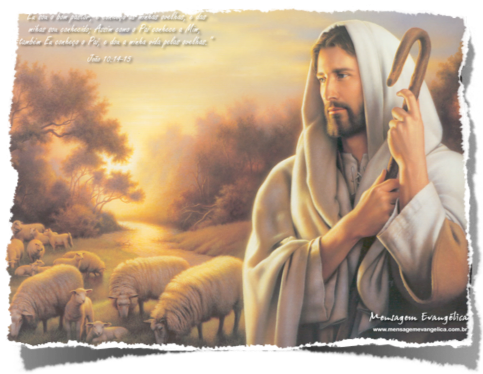 "Eu sou o bom pastor, e conheço as minhas ovelhas, e das
minhas sou conhecido; Assim como o Pai conhece a Mim,
também Eu conheço o Pai, e dou a minha vida pelas ovelhas."
João 10:14-15
Mensagem Evangélica
www.mensagemevangelica.com.br